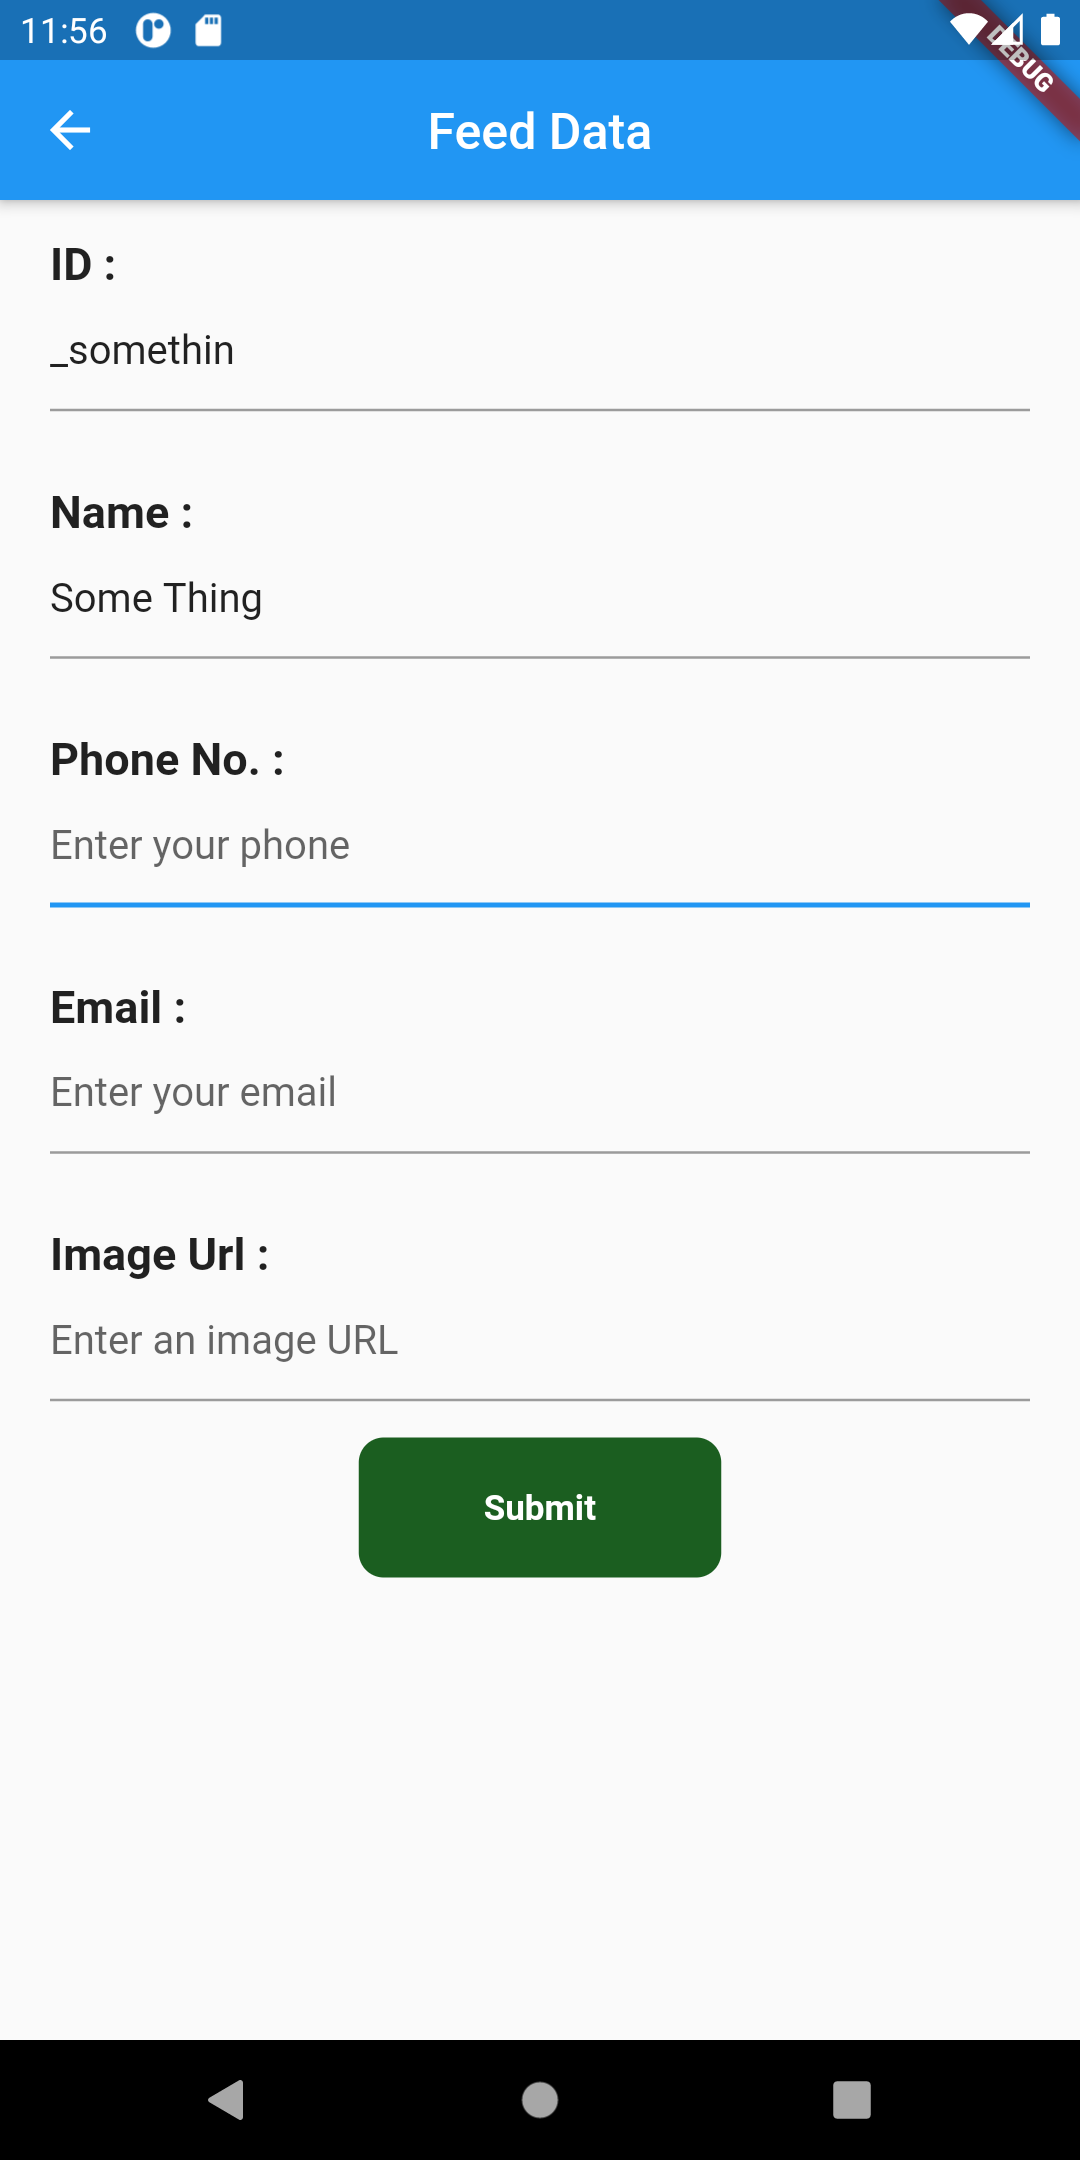 11:56
DEBUG
Feed Data
ID :
_somethin
Name :
Some Thing
Phone No. :
Enter your phone
Email :
Enter your email
Image Url :
Enter an image URL
Submit